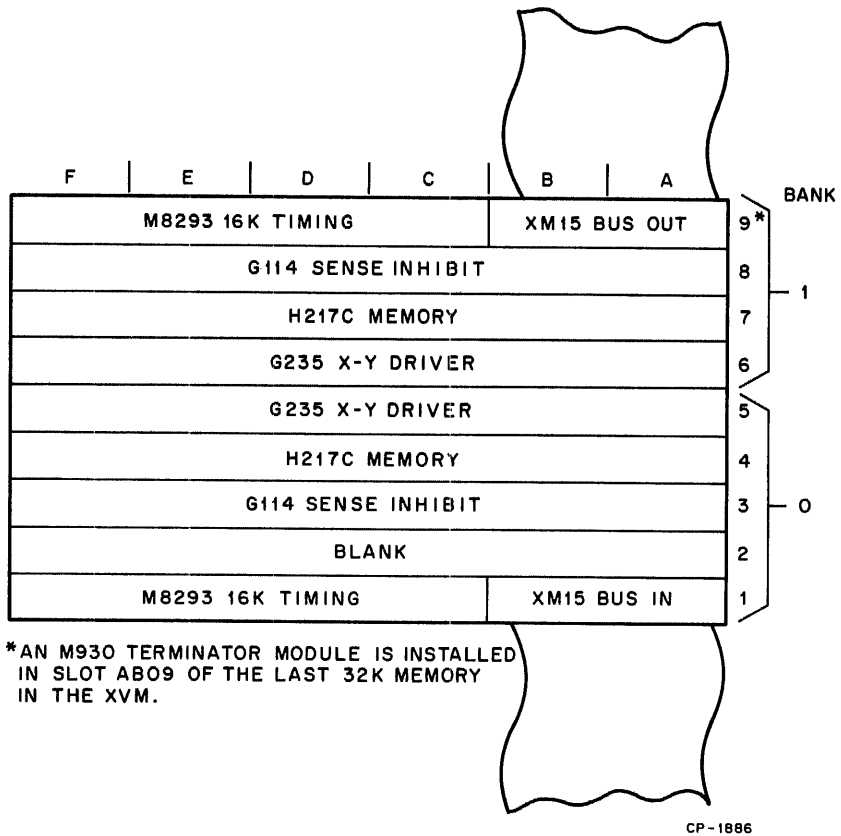 F E D C B A
BANK
M8293 16K TIMING XM15 BUS OUT 9*
G114 SENSE INHIBIT 8
1
H217C MEMORY 7
G235 X-Y DRIVER 6
G235 X-Y DRIVER 5
H217C MEMORY 4
G114 SENSE INHIBIT 3
0
BLANK 2
M8293 16K TIMING XM15 BUS IN 1
*AN M930 TERMINATOR MODULE IS INSTALLED
IN SLOT AB09 OF THE LAST 32K MEMORY
IN THE XVM.
CP-1886